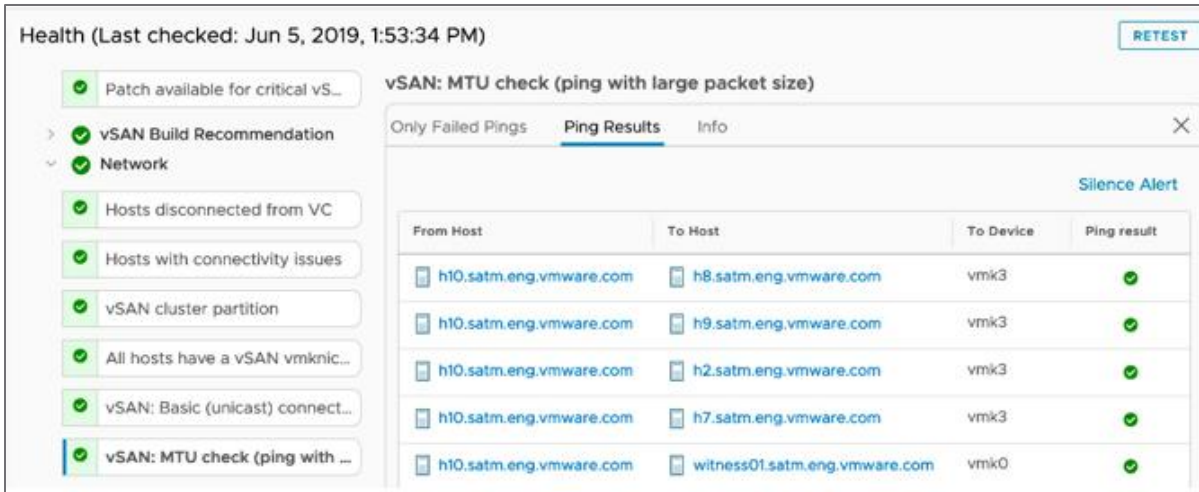 Health (Last checked: Jun 5, 2019, 1:53:34 PM)
RETEST
Patch available for critical vS...
vSAN Build Recommendation
Network
Hosts disconnected from VC
Hosts with connectivity issues
vSAN cluster partition
All hosts have a vSAN vmknic...
vSAN: Basic (unicast) connect...
vSAN: MTU check (ping with ...
vSAN: MTU check (ping with large packet size)
Only Failed Pings Ping Results Info
Silence Alert
From Host To Host To Device Ping result
h10.satm.eng.vmware.com h8.satm.eng.vmware.com vmk3
h10.satm.eng.vmware.com h9.satm.eng.vmware.com vmk3
h10.satm.eng.vmware.com h2.satm.eng.vmware.com vmk3
h10.satm.eng.vmware.com h7.satm.eng.vmware.com vmk3
h10.satm.eng.vmware.com witness01.satm.eng.vmware.com vmk0